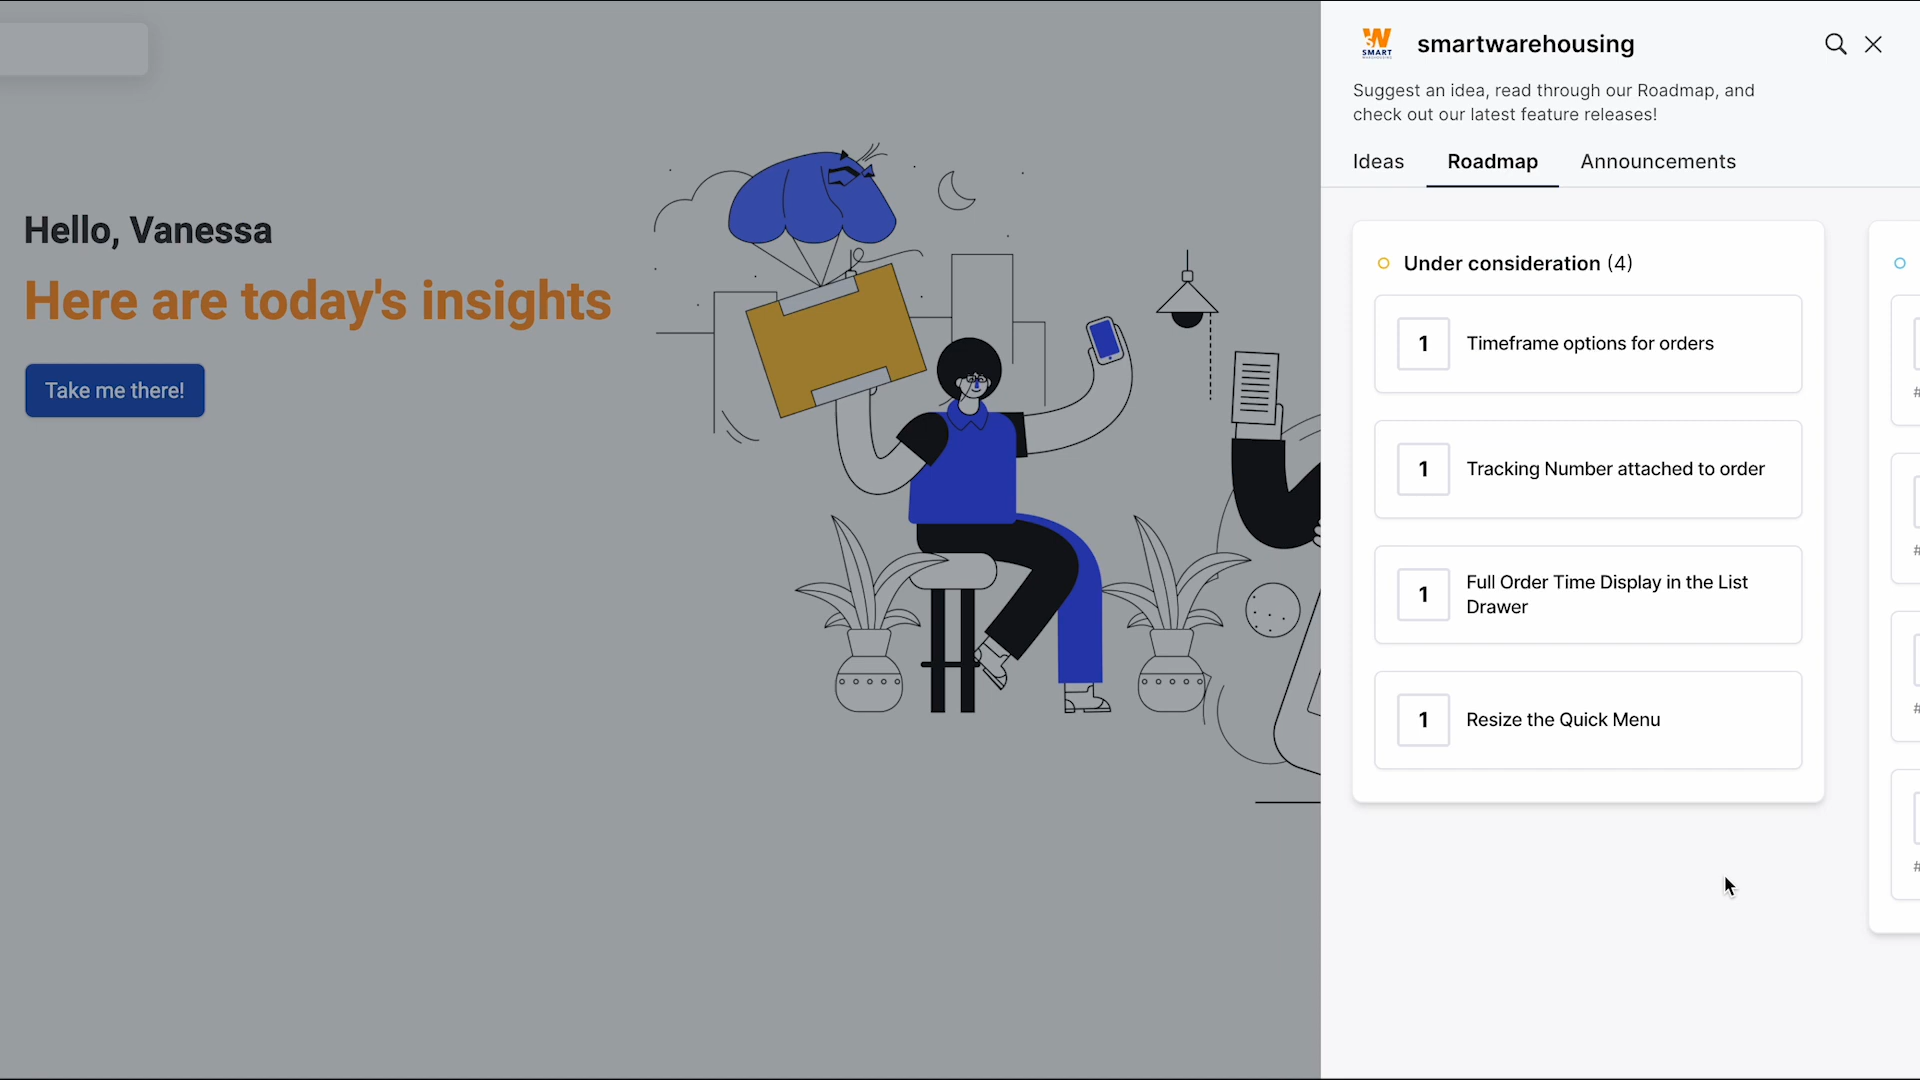 Hello, Vanessa
Here are today's insights
Take me there!
SMART
smartwarehousing
Suggest an idea, read through our Roadmap, and
check out our latest feature releases!
Ideas
Roadmap
Announcements
Under consideration (4)
1
Timeframe options for orders
1
Tracking Number attached to order
1
Full Order Time Display in the List
Drawer
1
Resize the Quick Menu
#
#
#
#